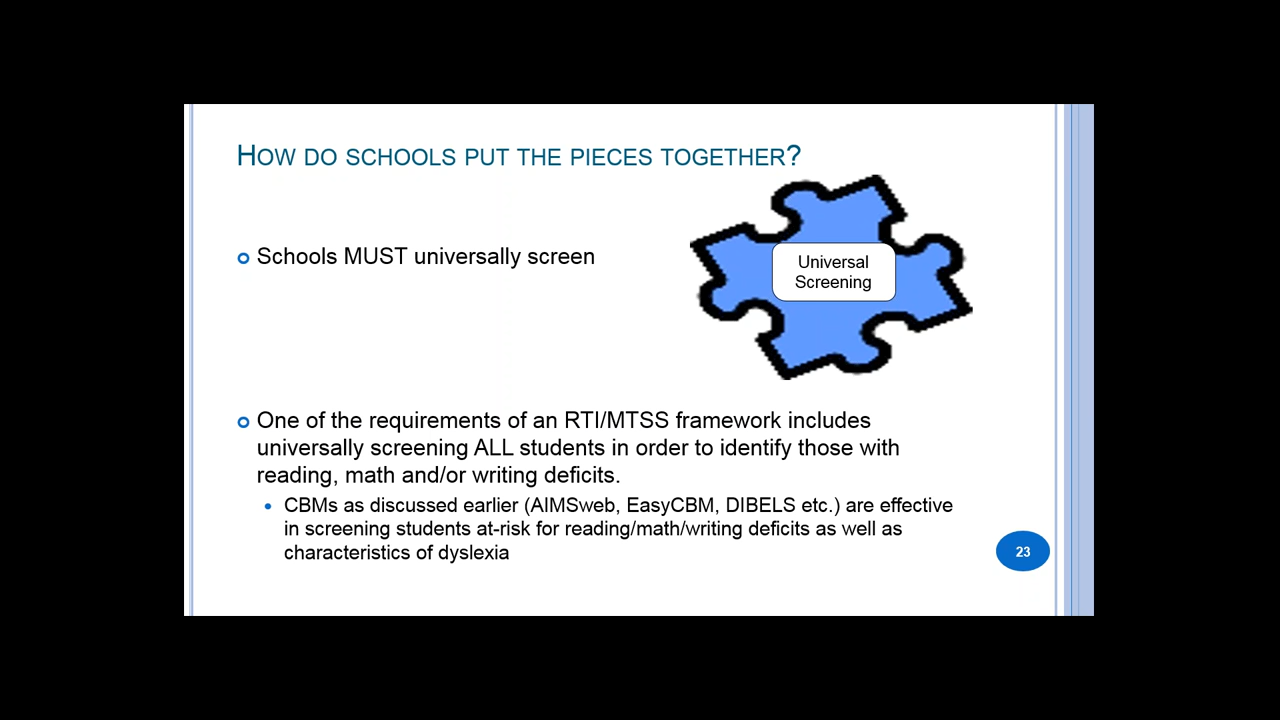 HOW DO SCHOOLS PUT THE PIECES TOGETHER?
Schools MUST universally screen
Universal
Screening
One of the requirements of an RTI/MTSS framework includes
universally screening ALL students in order to identify those with
reading, math and/or writing deficits.
CBMs as discussed earlier (AIMSweb, EasyCBM, DIBELS etc.) are effective
in screening students at-risk for reading/math/writing deficits as well as
characteristics of dyslexia
23